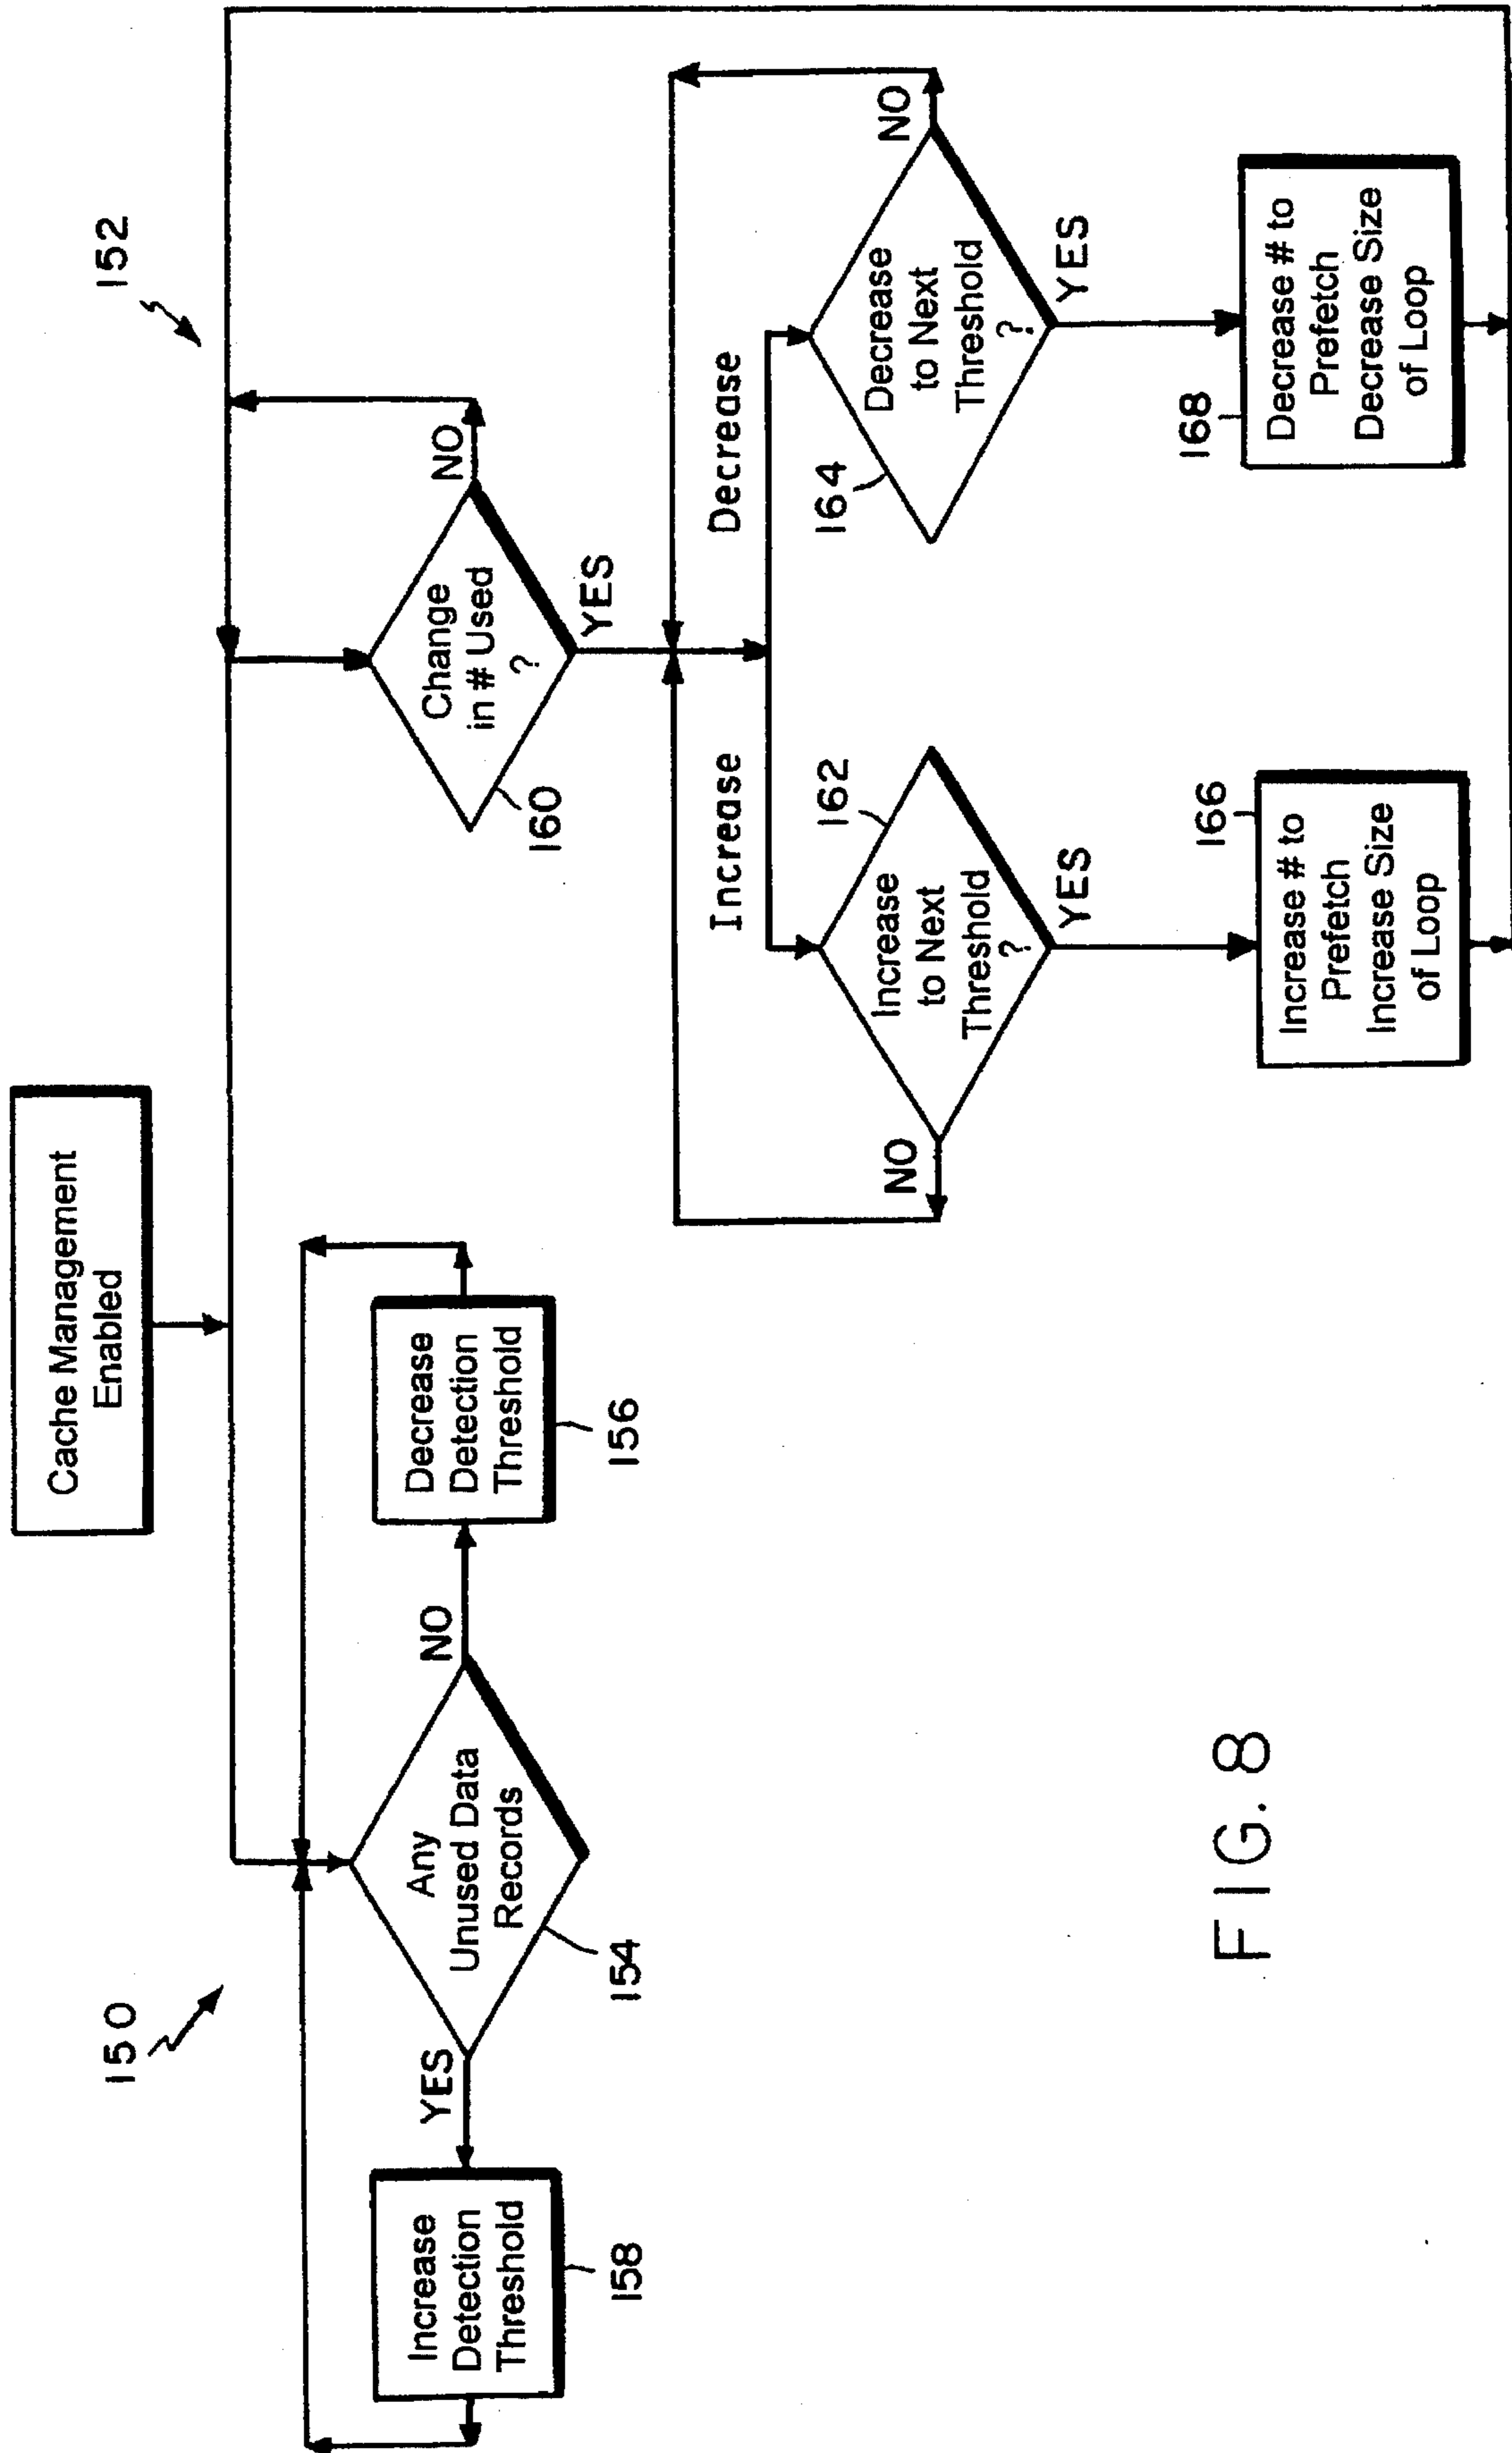 Cache Management
Enabled
150
152
YES
Any
Unused Data
Records
NO
154
Increase
Detection
Threshold
158
Decrease
Detection
Threshold
156
Change
in # Used
?
NO
YES
160
Increase
Decrease
Increase
to Next
Threshold
?
NO
YES
162
Decrease
to Next
Threshold
?
NO
YES
164
Increase # to
Prefetch
Increase Size
of Loop
166
Decrease # to
Prefetch
Decrease Size
of Loop
168
FIG. 8